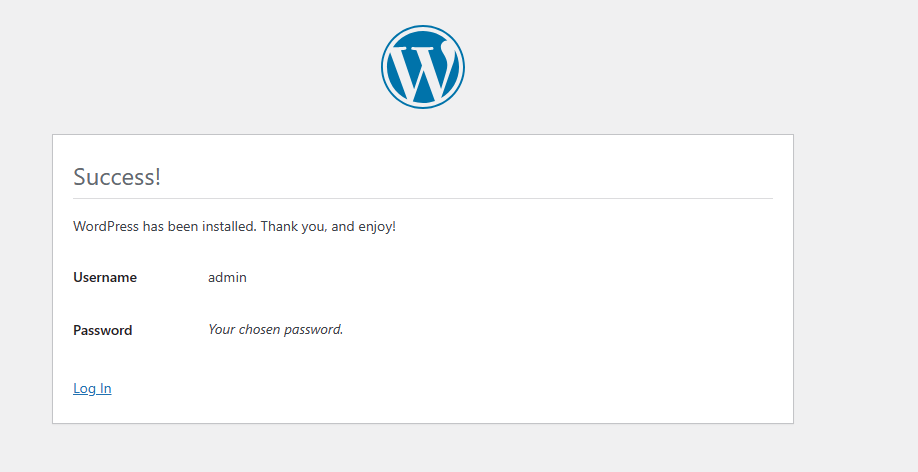 Success!
WordPress has been installed. Thank you, and enjoy!
Username admin
Password Your chosen password.
Log In